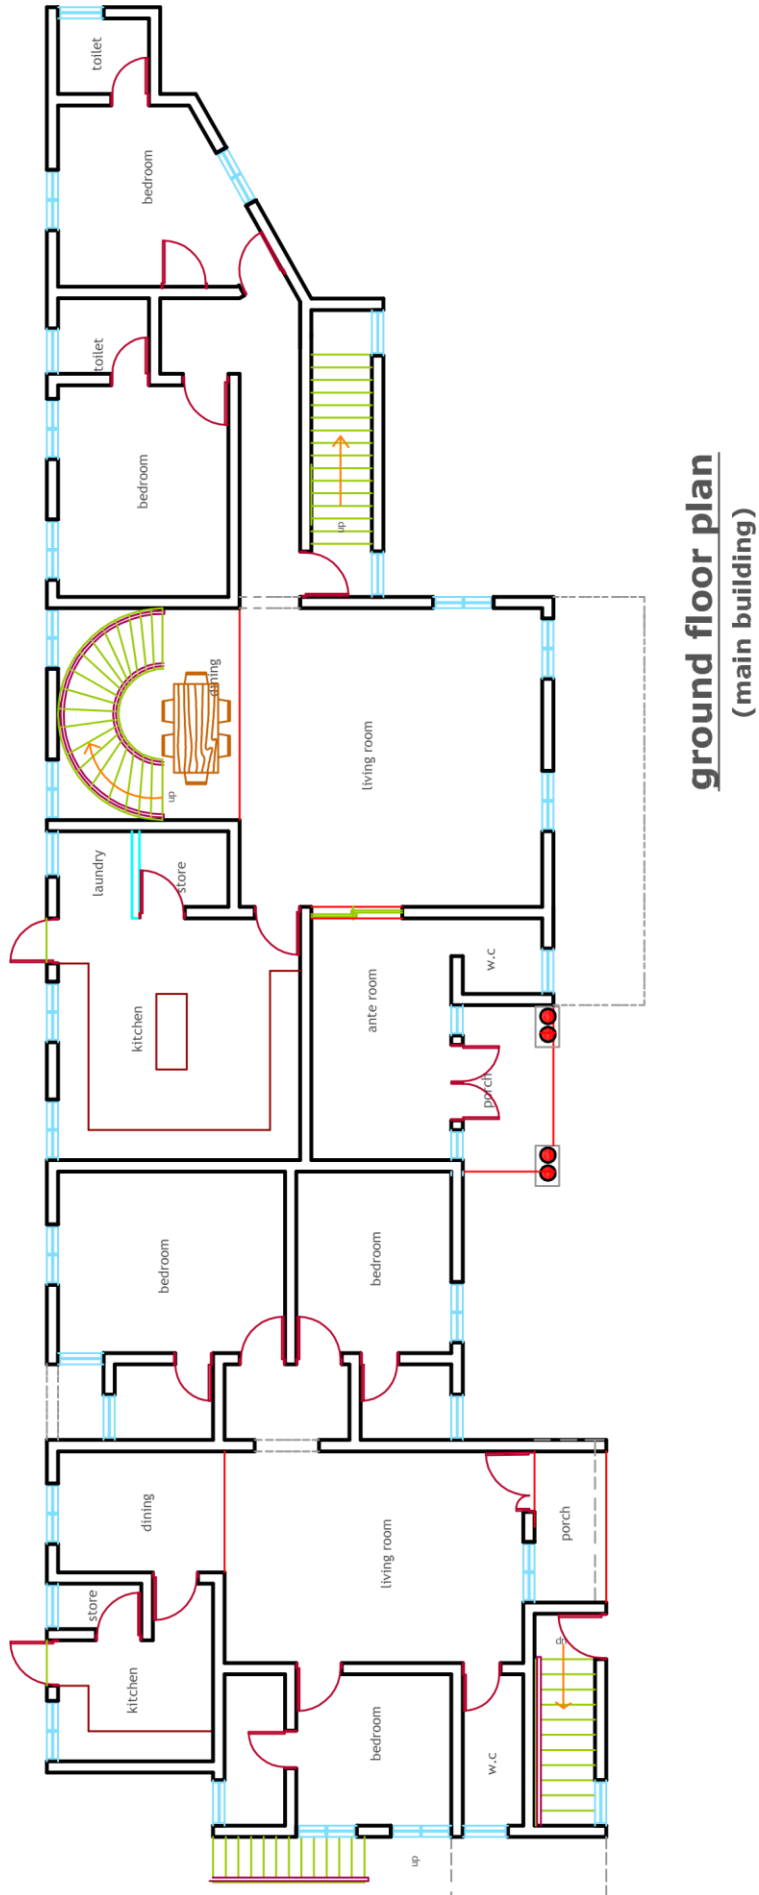 toilet
bedroom
toilet
bedroom
up
dining
up
living room
laundry
store
kitchen
ante room
w.c
porch
bedroom
bedroom
dining
living room
porch
store
kitchen
dn
bedroom
w.c
up
ground floor plan
(main building)